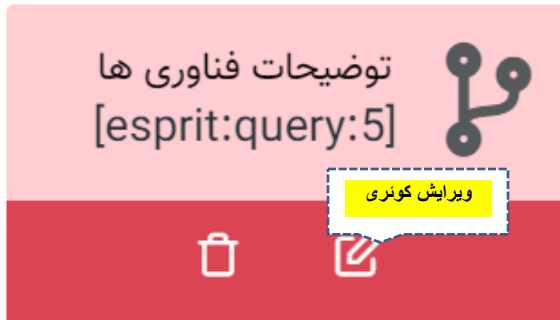 توضیحات فناوری ها
[esprit:query:5]
ویرایش کوئری